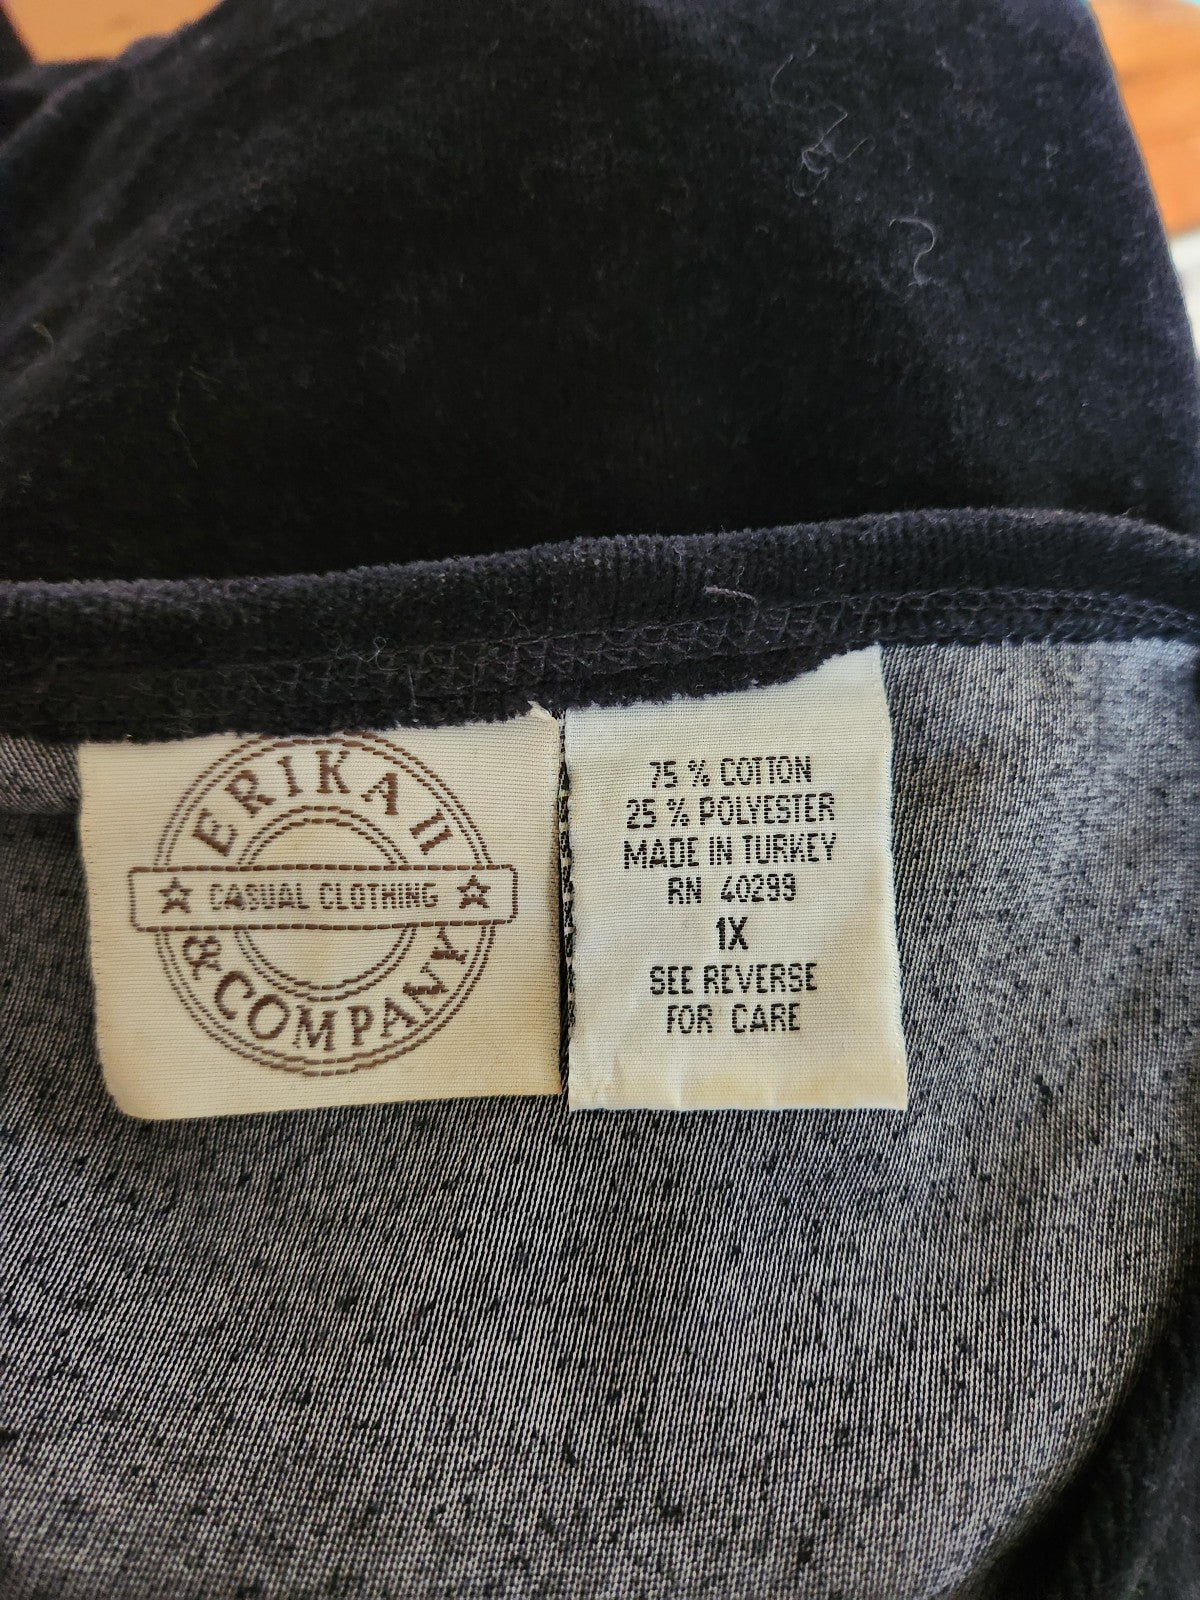 ERIKA II
☆ CASUAL CLOTHING ☆
& COMPANY
75 % COTTON
25 % POLYESTER
MADE IN TURKEY
RN 40299
1X
SEE REVERSE
FOR CARE